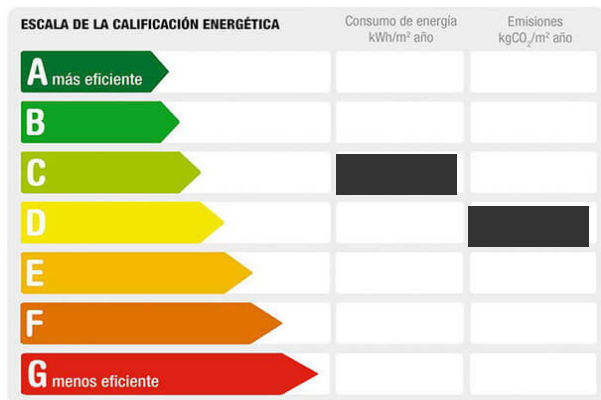 ESCALA DE LA CALIFICACIÓN ENERGÉTICA
Consumo de energía
kWh/m² año
Emisiones
kgCO₂/m² año
A más eficiente
B
C
D
E
F
G menos eficiente